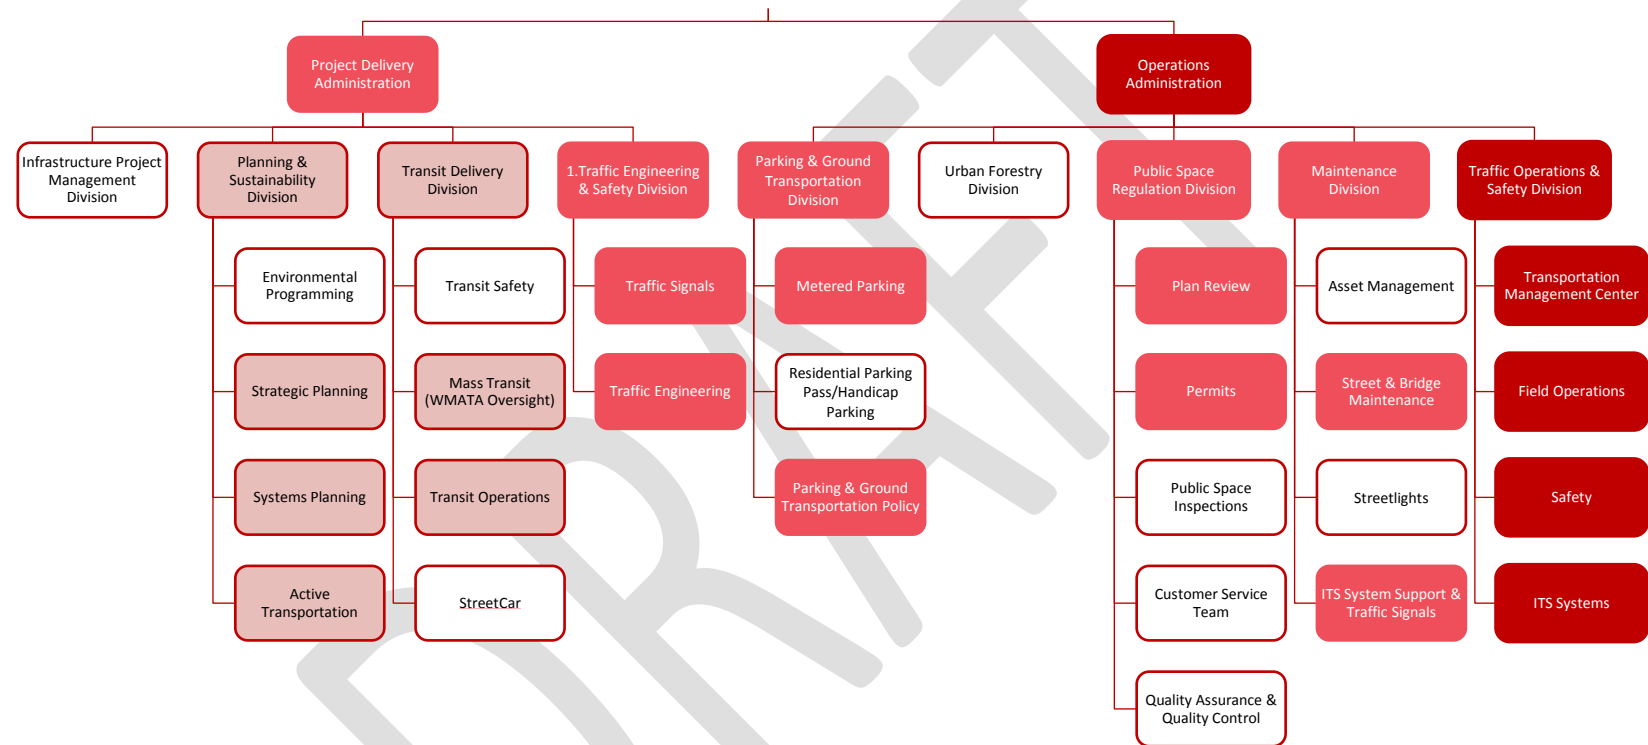 Project Delivery
Administration
Operations
Administration
Infrastructure Project
Management
Division
Planning &
Sustainability
Division
Transit Delivery
Division
1.Traffic Engineering
& Safety Division
Parking & Ground
Transportation
Division
Urban Forestry
Division
Public Space
Regulation Division
Maintenance
Division
Traffic Operations &
Safety Division
Environmental
Programming
Strategic Planning
Systems Planning
Active
Transportation
Transit Safety
Mass Transit
(WMATA Oversight)
Transit Operations
StreetCar
Traffic Signals
Traffic Engineering
Metered Parking
Residential Parking
Pass/Handicap
Parking
Parking & Ground
Transportation Policy
Plan Review
Permits
Public Space
Inspections
Customer Service
Team
Quality Assurance &
Quality Control
Asset Management
Street & Bridge
Maintenance
Streetlights
ITS System Support &
Traffic Signals
Transportation
Management Center
Field Operations
Safety
ITS Systems
DRAFT